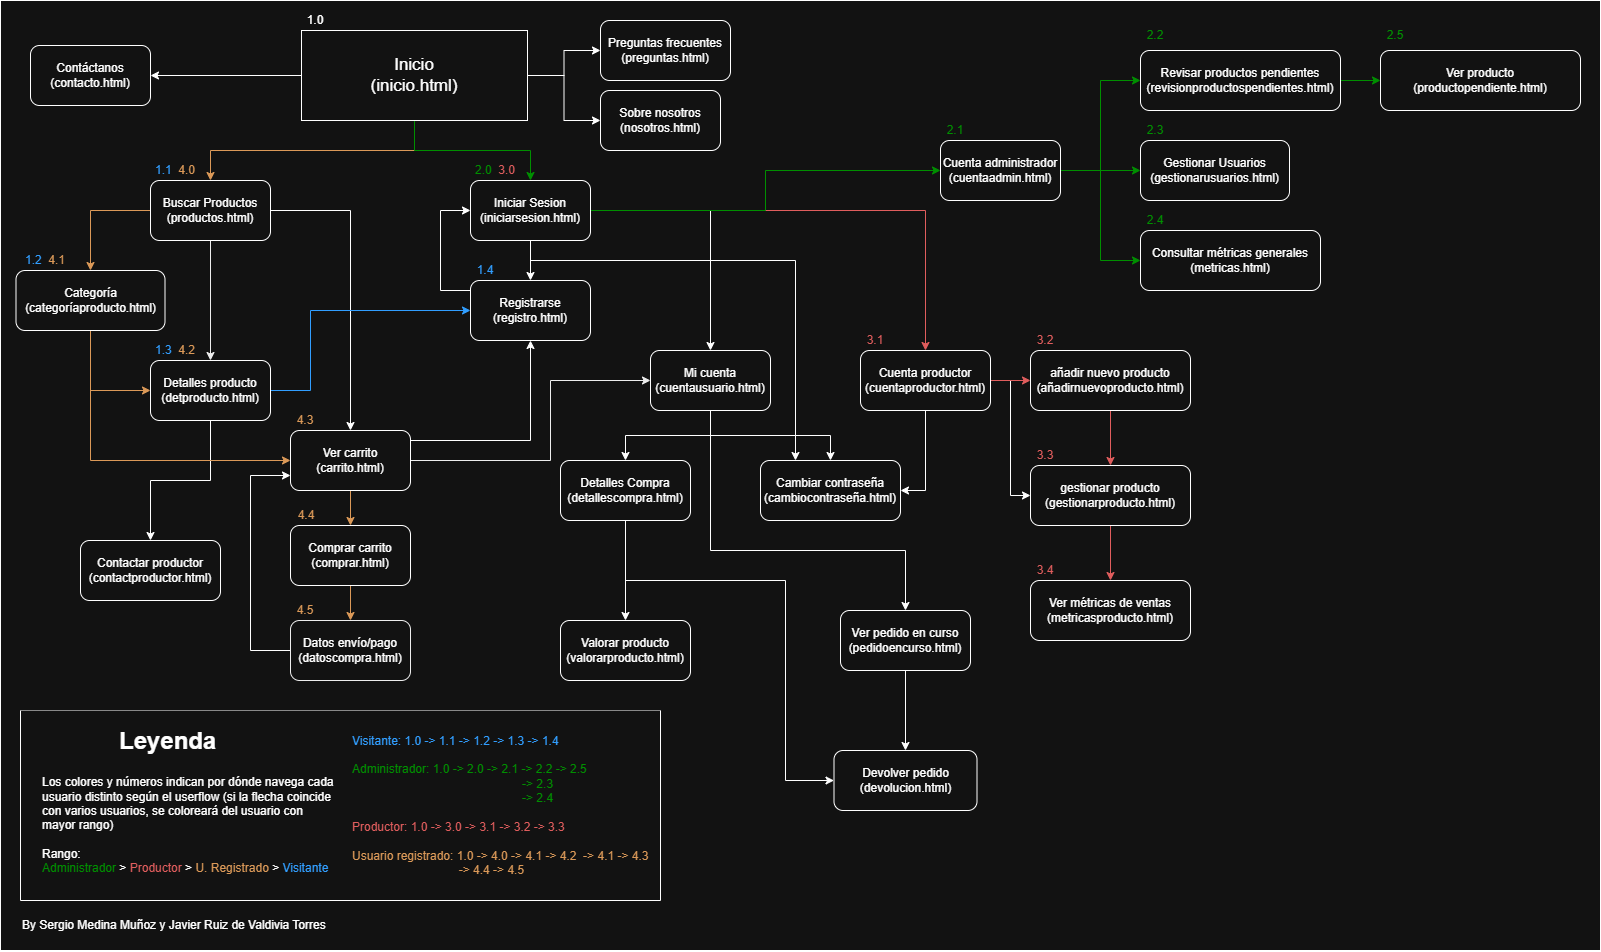 1.0
Inicio
(inicio.html)
Contáctanos
(contacto.html)
Preguntas frecuentes
(preguntas.html)
Sobre nosotros
(nosotros.html)
2.2
Revisar productos pendientes
(revisionproductospendientes.html)
2.5
Ver producto
(productopendiente.html)
2.1
Cuenta administrador
(cuentaadmin.html)
2.3
Gestionar Usuarios
(gestionarusuarios.html)
2.4
Consultar métricas generales
(metricas.html)
1.1 4.0
Buscar Productos
(productos.html)
2.0 3.0
Iniciar Sesion
(iniciarsesion.html)
1.2 4.1
Categoría
(categoríaproducto.html)
1.4
Registrarse
(registro.html)
1.3 4.2
Detalles producto
(detproducto.html)
Mi cuenta
(cuentausuario.html)
3.1
Cuenta productor
(cuentaproductor.html)
3.2
añadir nuevo producto
(añadirnuevoproducto.html)
4.3
Ver carrito
(carrito.html)
Detalles Compra
(detallescompra.html)
Cambiar contraseña
(cambiocontraseña.html)
3.3
gestionar producto
(gestionarproducto.html)
4.4
Comprar carrito
(comprar.html)
Contactar productor
(contactproductor.html)
3.4
Ver métricas de ventas
(metricasproducto.html)
4.5
Datos envío/pago
(datoscompra.html)
Valorar producto
(valorarproducto.html)
Ver pedido en curso
(pedidoencurso.html)
Devolver pedido
(devolucion.html)
Leyenda
Los colores y números indican por dónde navega cada
usuario distinto según el userflow (si la flecha coincide
con varios usuarios, se coloreará del usuario con
mayor rango)
Rango:
Administrador > Productor > U. Registrado > Visitante
Visitante: 1.0 -> 1.1 -> 1.2 -> 1.3 -> 1.4
Administrador: 1.0 -> 2.0 -> 2.1 -> 2.2 -> 2.5
-> 2.3
-> 2.4
Productor: 1.0 -> 3.0 -> 3.1 -> 3.2 -> 3.3
Usuario registrado: 1.0 -> 4.0 -> 4.1 -> 4.2 -> 4.1 -> 4.3
-> 4.4 -> 4.5
By Sergio Medina Muñoz y Javier Ruiz de Valdivia Torres